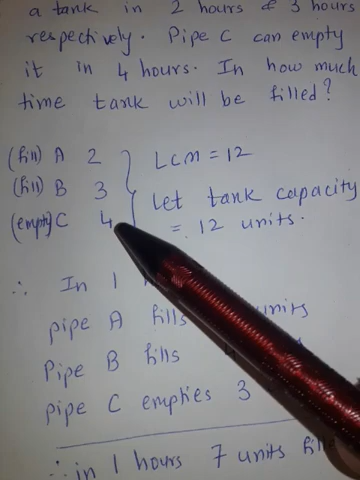 a tank in 2 hours & 3 hours
respectively. Pipe C can empty
it in 4 hours. In how much
time tank will be filled?
(fill) A 2
(fill) B 3
(empty) C 4
LCM = 12
Let tank capacity
= 12 units.
∴ In 1
pipe A fills units
Pipe B fills
pipe C empties 3
∴ in 1 hours 7 units